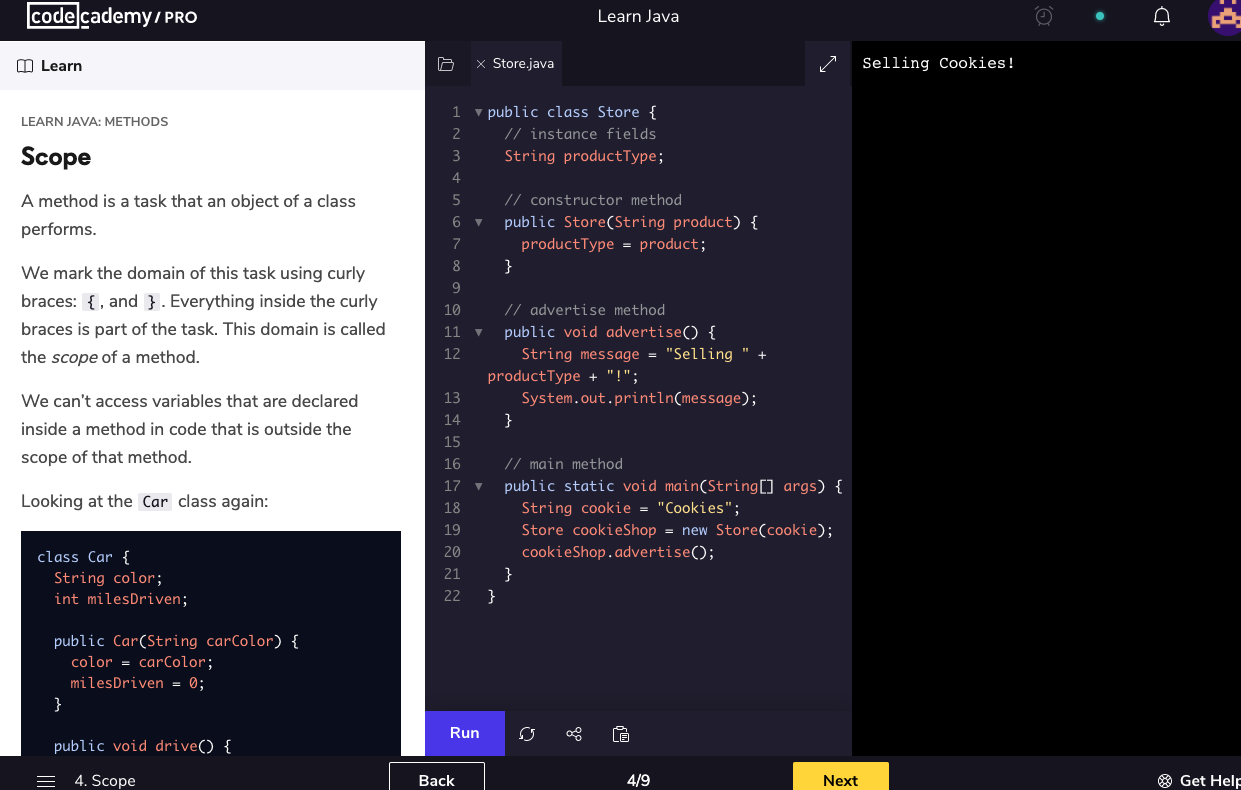 codecademy/PRO
Learn Java
Learn
LEARN JAVA: METHODS
Scope
A method is a task that an object of a class
performs.
We mark the domain of this task using curly
braces: {, and }. Everything inside the curly
braces is part of the task. This domain is called
the scope of a method.
We can’t access variables that are declared
inside a method in code that is outside the
scope of that method.
Looking at the Car class again:
class Car {
String color;
int milesDriven;
public Car(String carColor) {
color = carColor;
milesDriven = 0;
}
public void drive() {
Store.java
1 public class Store {
2 // instance fields
3 String productType;
4
5 // constructor method
6 public Store(String product) {
7 productType = product;
8 }
9
10 // advertise method
11 public void advertise() {
12 String message = "Selling " +
productType + "!";
13 System.out.println(message);
14 }
15
16 // main method
17 public static void main(String[] args) {
18 String cookie = "Cookies";
19 Store cookieShop = new Store(cookie);
20 cookieShop.advertise();
21 }
22 }
Run
Selling Cookies!
4. Scope
Back
4/9
Next
Get Help